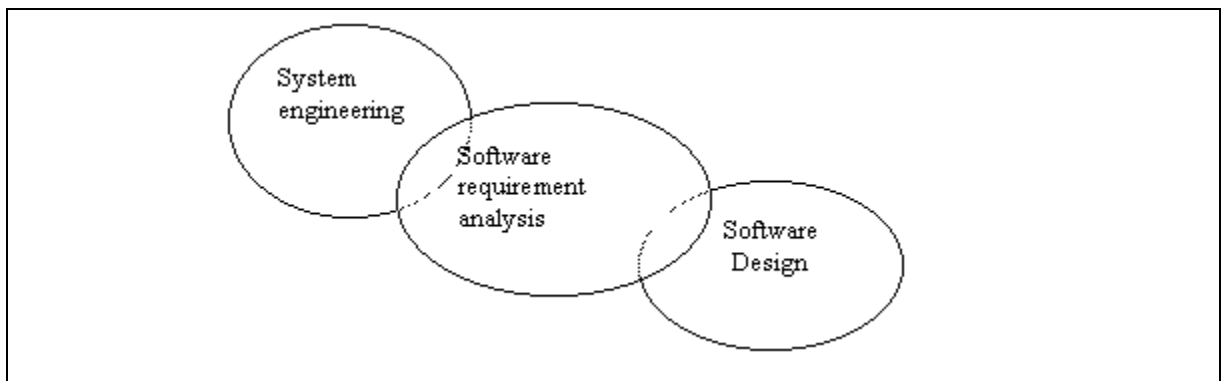 System
engineering
Software
requirement
analysis
Software
Design